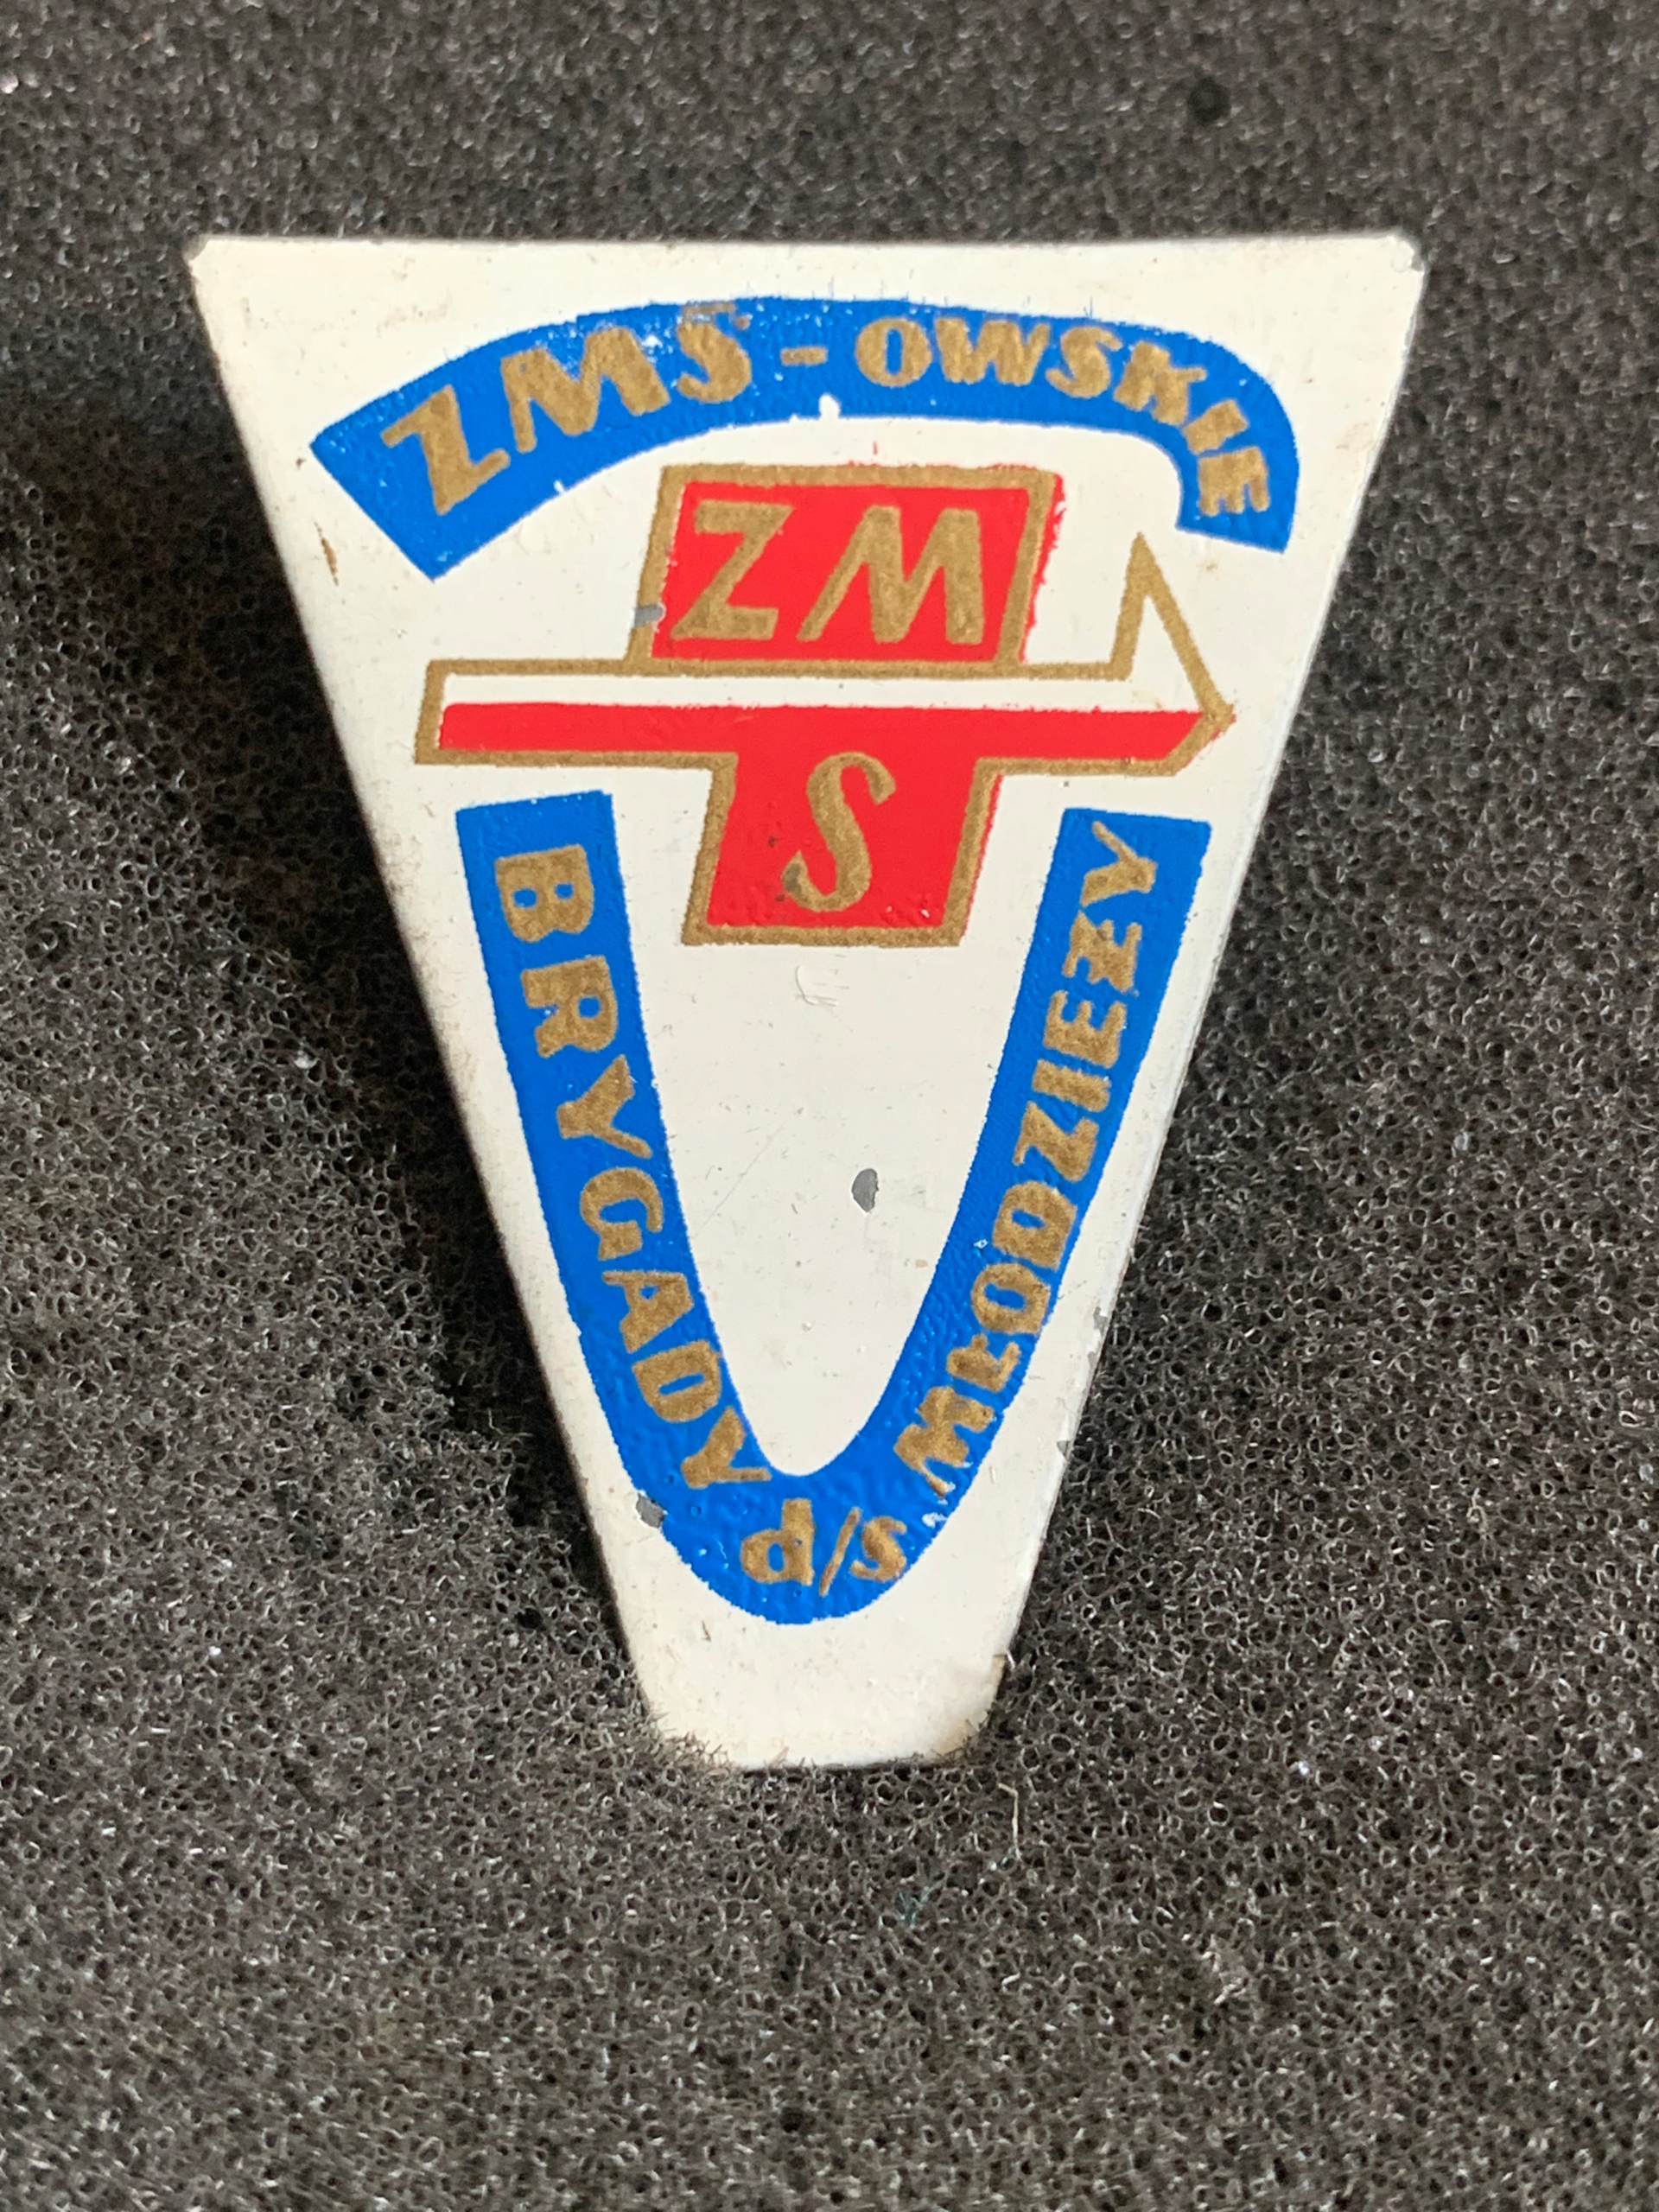 ZMS-OWSKIE
ZM
S
BRYGADY d/s MŁODZIEŻY